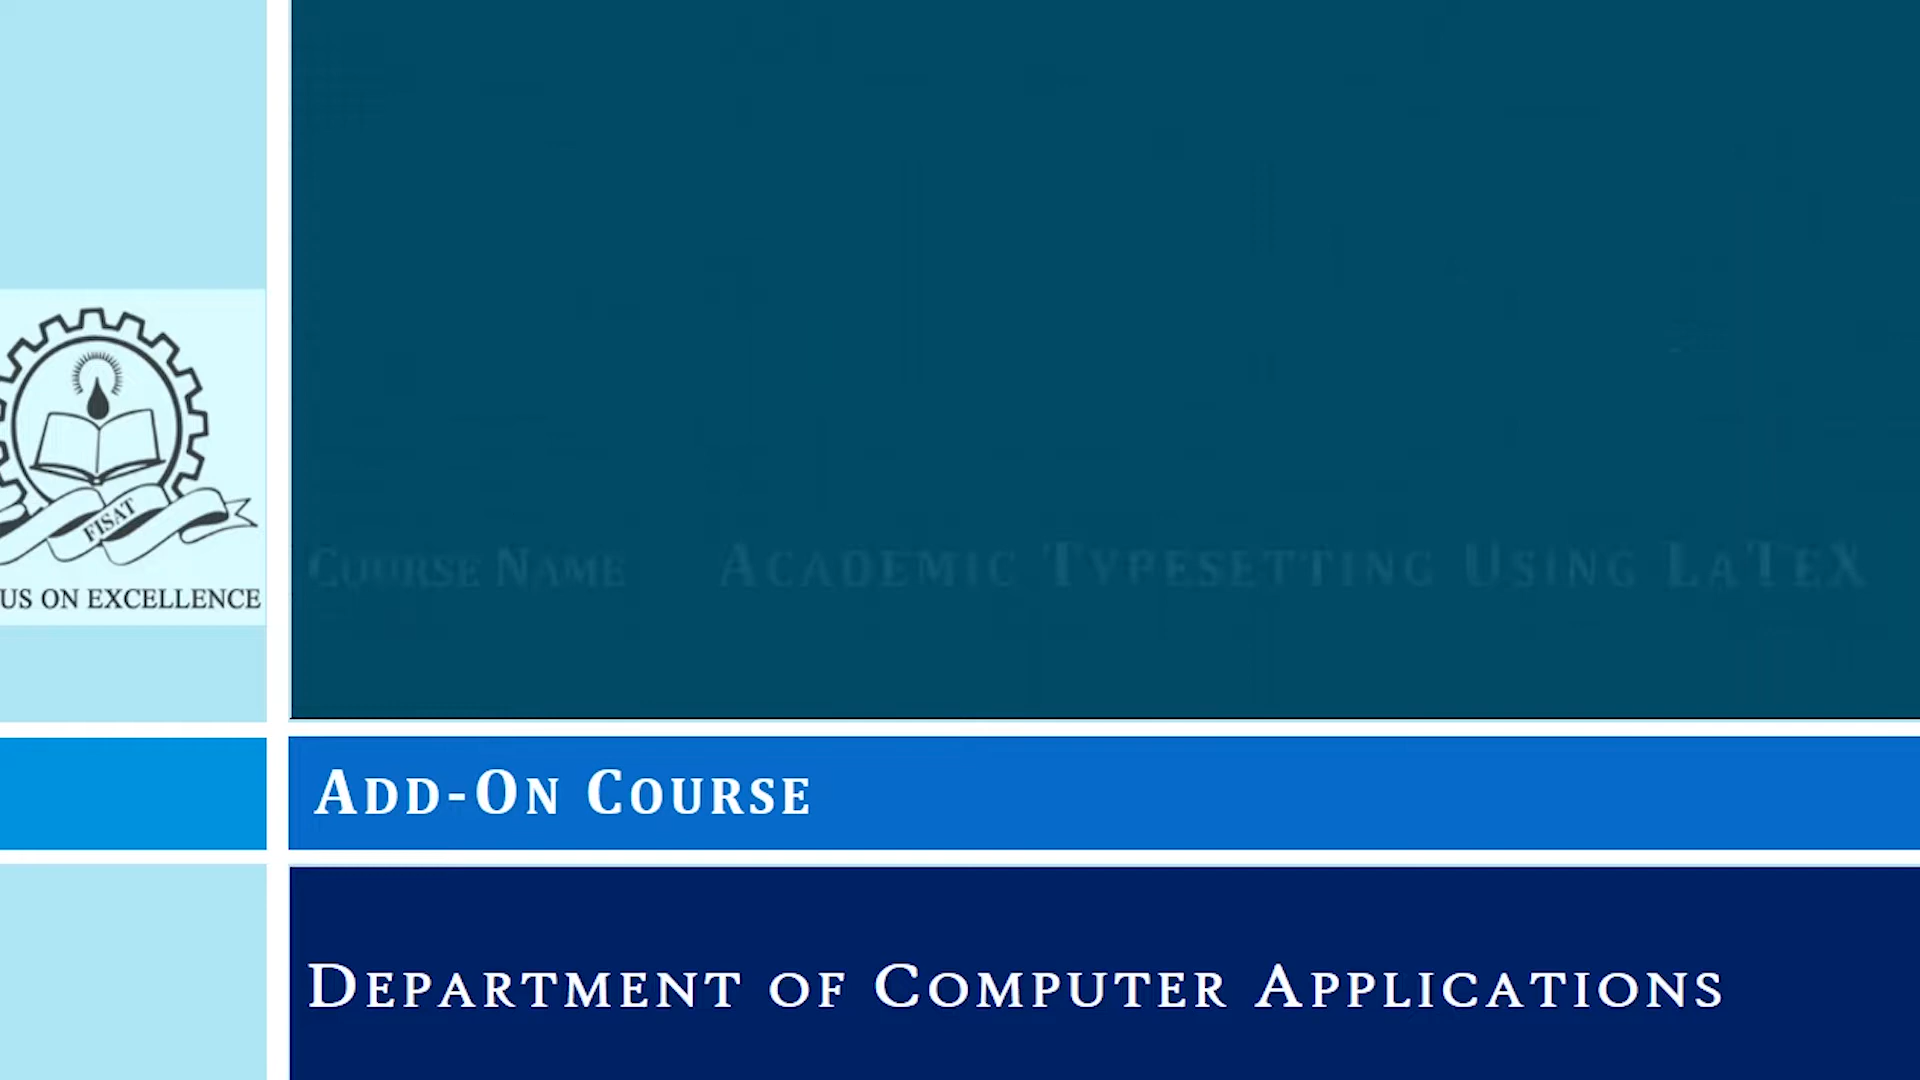 FISAT
US ON EXCELLENCE
COURSE NAME ACADEMIC TYPESETTING USING LATEX
ADD-ON COURSE
DEPARTMENT OF COMPUTER APPLICATIONS